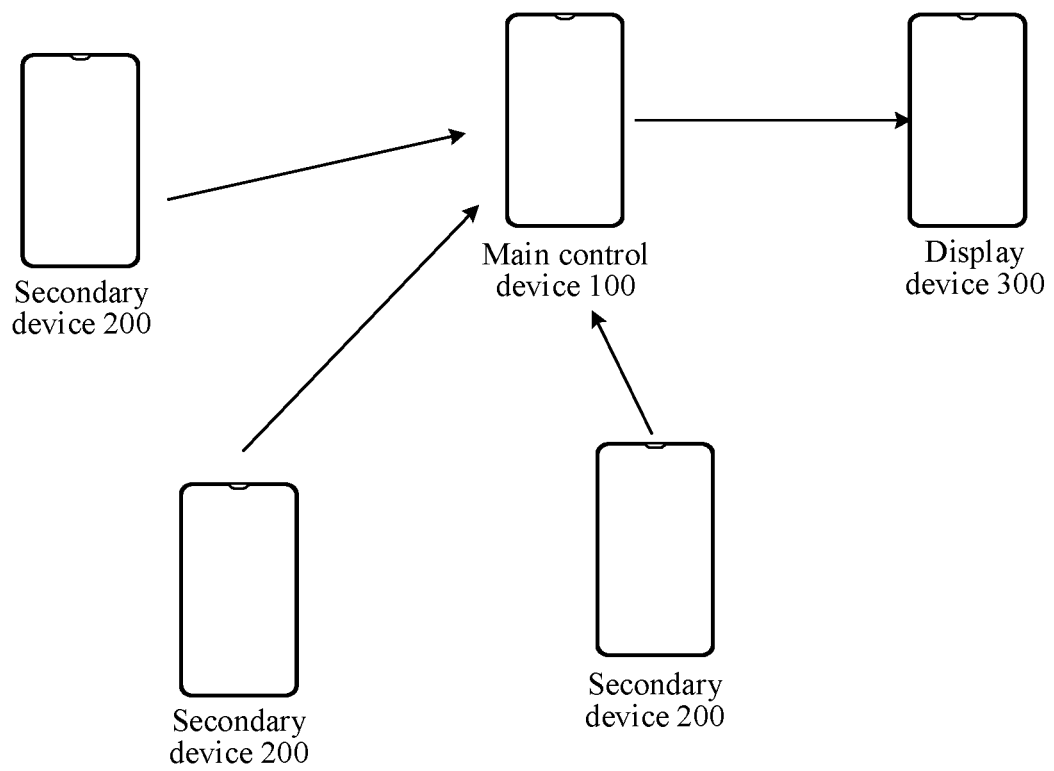 Main control
device 100
Display
device 300
Secondary
device 200
Secondary
device 200
Secondary
device 200